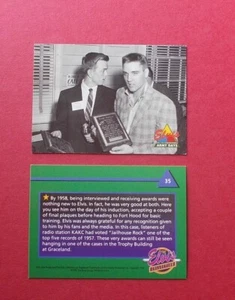 ARMY DAYS
35
By 1958, being interviewed and receiving awards were
nothing new to Elvis. In fact, he was very good at both. Here
you see him on the day of his induction, accepting a couple
of final plaques before heading to Fort Hood for basic
training. Elvis was always grateful for any recognition given
to him by his fans and the media. In this case, listeners of
radio station KAKC had voted "Jailhouse Rock" one of the
top five records of 1957. These very awards can still be seen
hanging in one of the cases in the Trophy Building
at Graceland.
Elvis